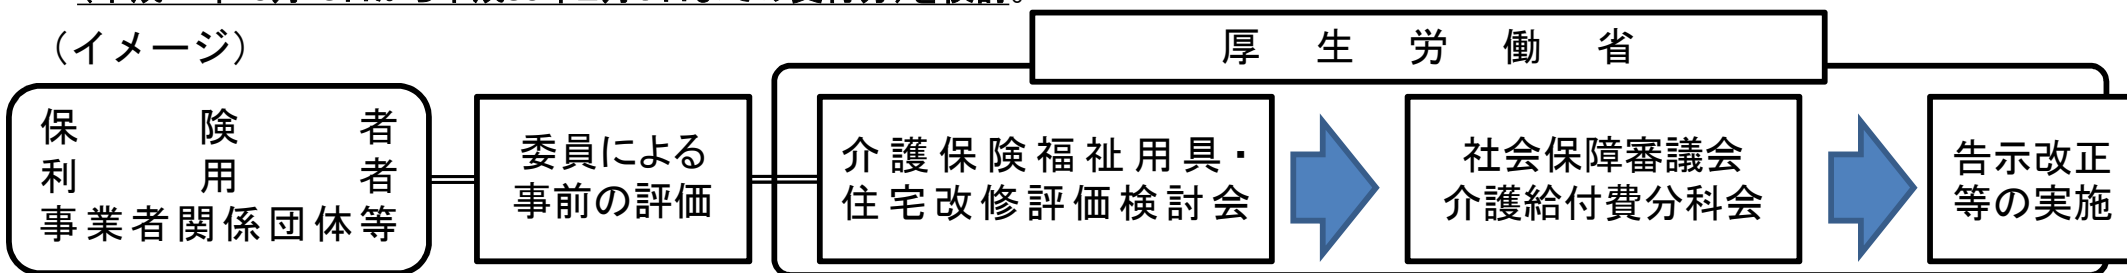 （イメージ）
厚生労働省
保険者
利用者
事業者関係団体等
委員による
事前の評価
介護保険福祉用具・
住宅改修評価検討会
社会保障審議会
介護給付費分科会
告示改正
等の実施